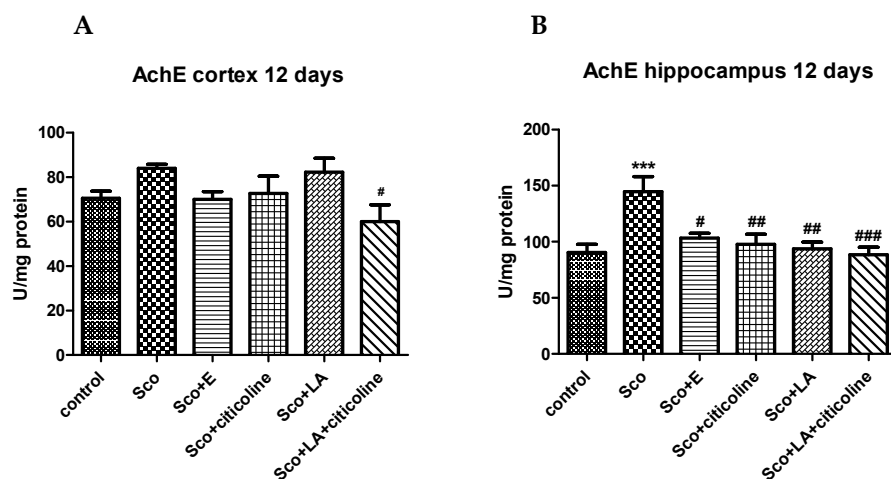 A
AchE cortex 12 days
U/mg protein
100
80
60
40
20
0
#
control
Sco
Sco+E
Sco+citicoline
Sco+LA
Sco+LA+citicoline
B
AchE hippocampus 12 days
U/mg protein
200
150
100
50
0
***
#
##
##
###
control
Sco
Sco+E
Sco+citicoline
Sco+LA
Sco+LA+citicoline